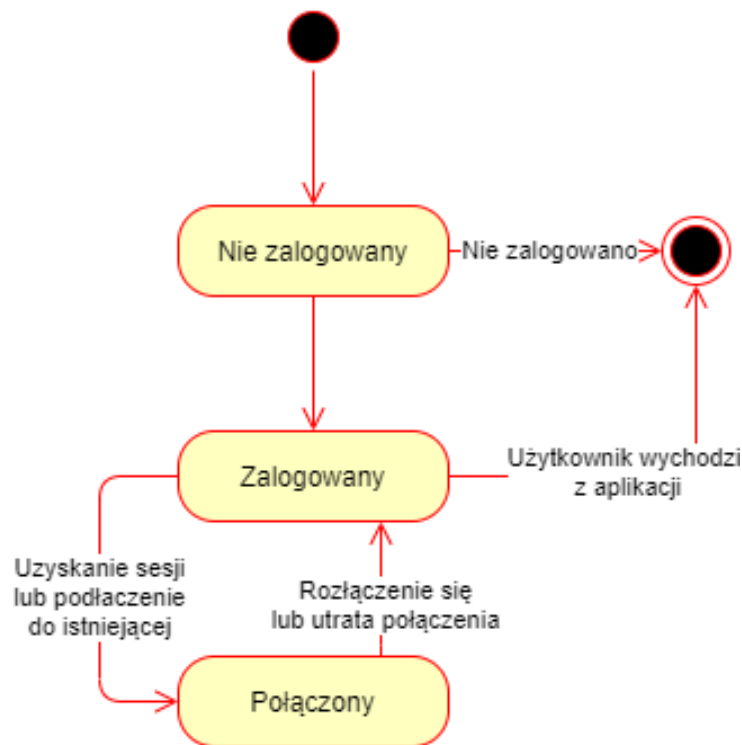 Nie zalogowany
Nie zalogowano
Zalogowany
Użytkownik wychodzi
z aplikacji
Uzyskanie sesji
lub podłaczenie
do istniejącej
Rozłączenie się
lub utrata połączenia
Połączony